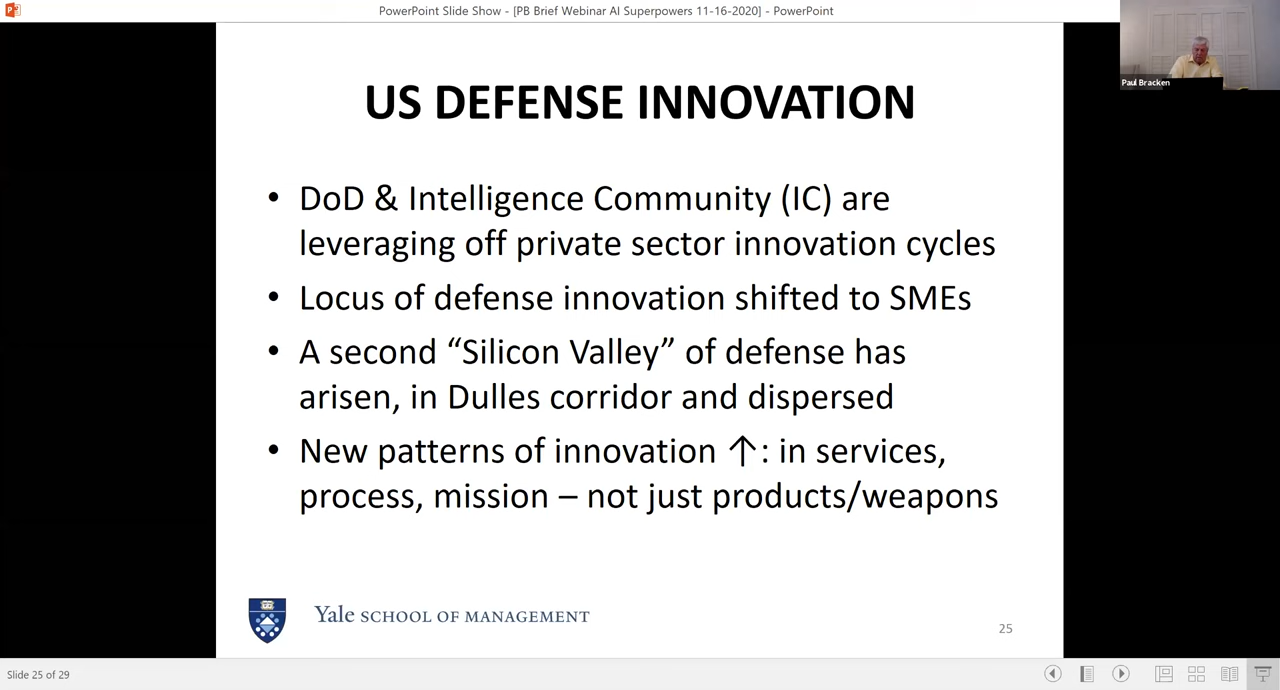 PowerPoint Slide Show - [PB Brief Webinar AI Superpowers 11-16-2020] - PowerPoint
Paul Bracken
US DEFENSE INNOVATION
• DoD & Intelligence Community (IC) are
leveraging off private sector innovation cycles
• Locus of defense innovation shifted to SMEs
• A second “Silicon Valley” of defense has
arisen, in Dulles corridor and dispersed
• New patterns of innovation ↑: in services,
process, mission – not just products/weapons
Yale SCHOOL OF MANAGEMENT
25
Slide 25 of 29